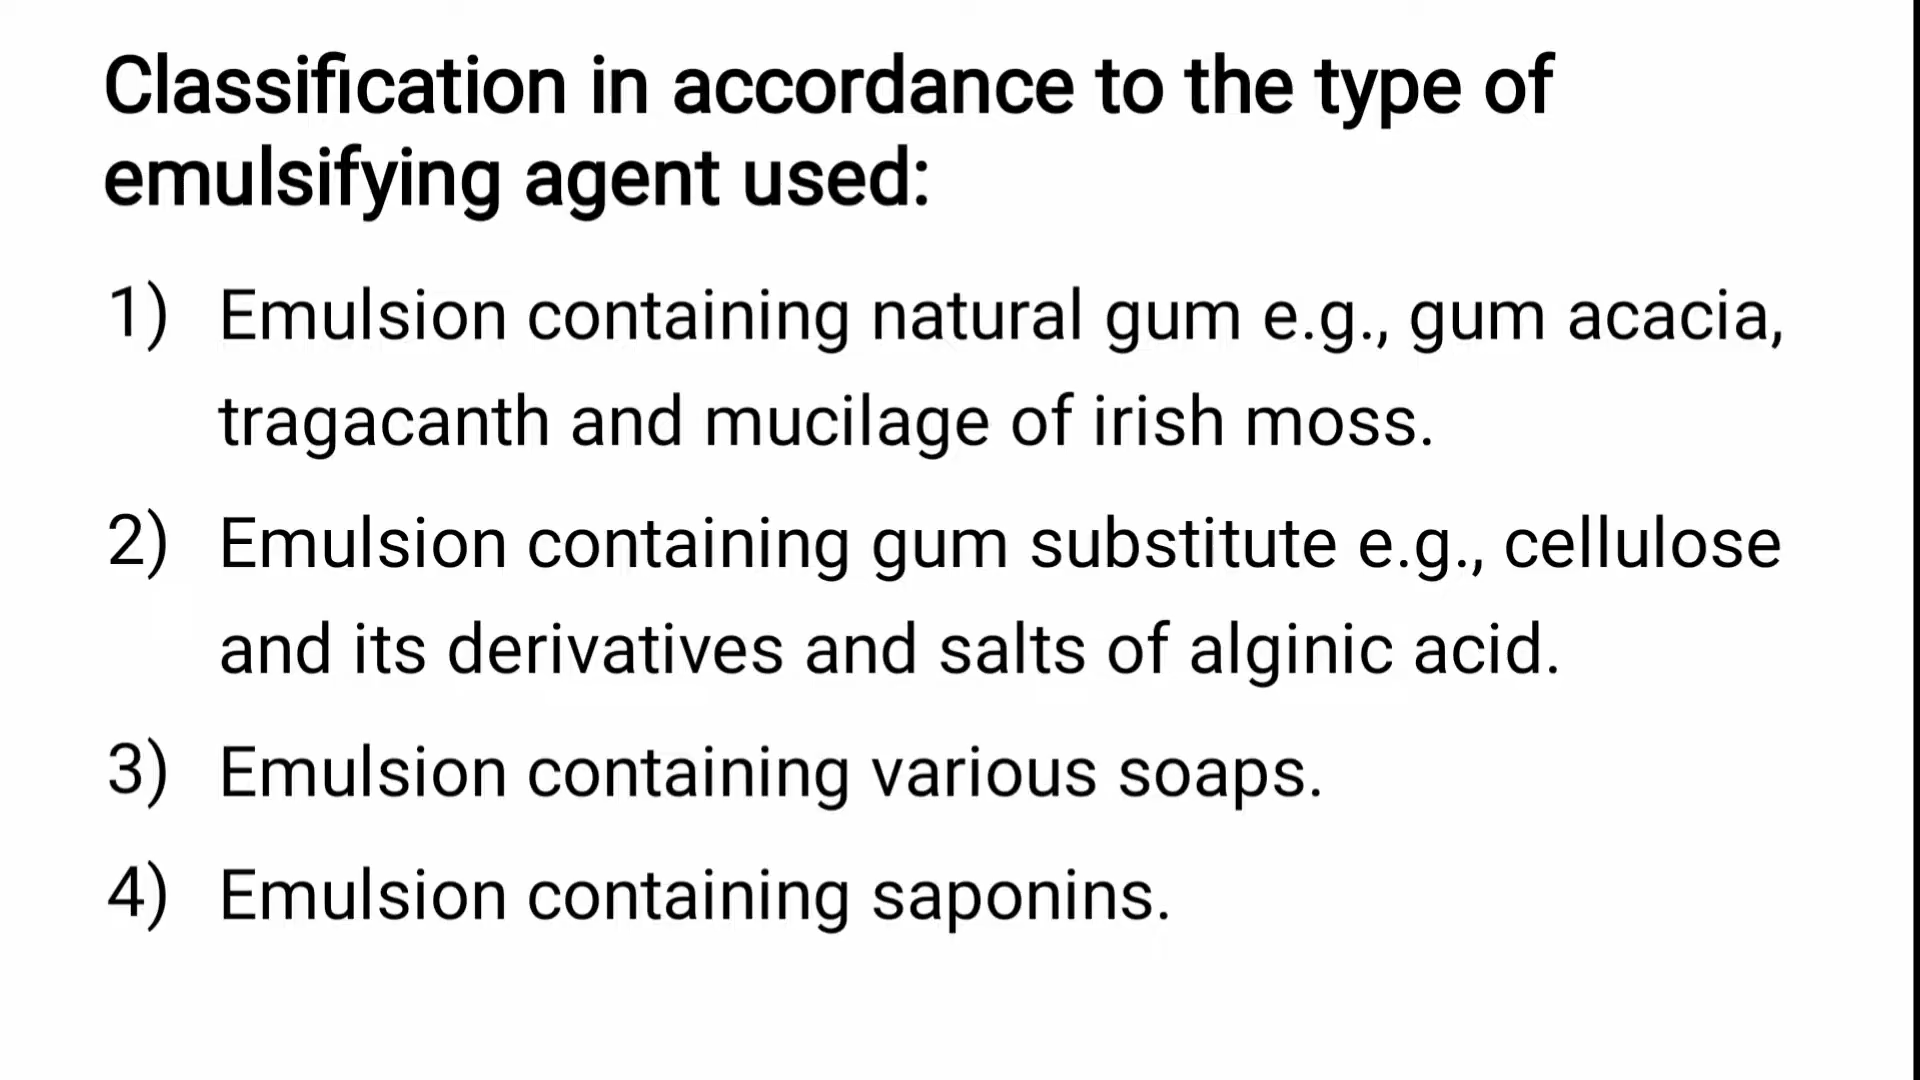 Classification in accordance to the type of
emulsifying agent used:
1) Emulsion containing natural gum e.g., gum acacia,
tragacanth and mucilage of irish moss.
2) Emulsion containing gum substitute e.g., cellulose
and its derivatives and salts of alginic acid.
3) Emulsion containing various soaps.
4) Emulsion containing saponins.